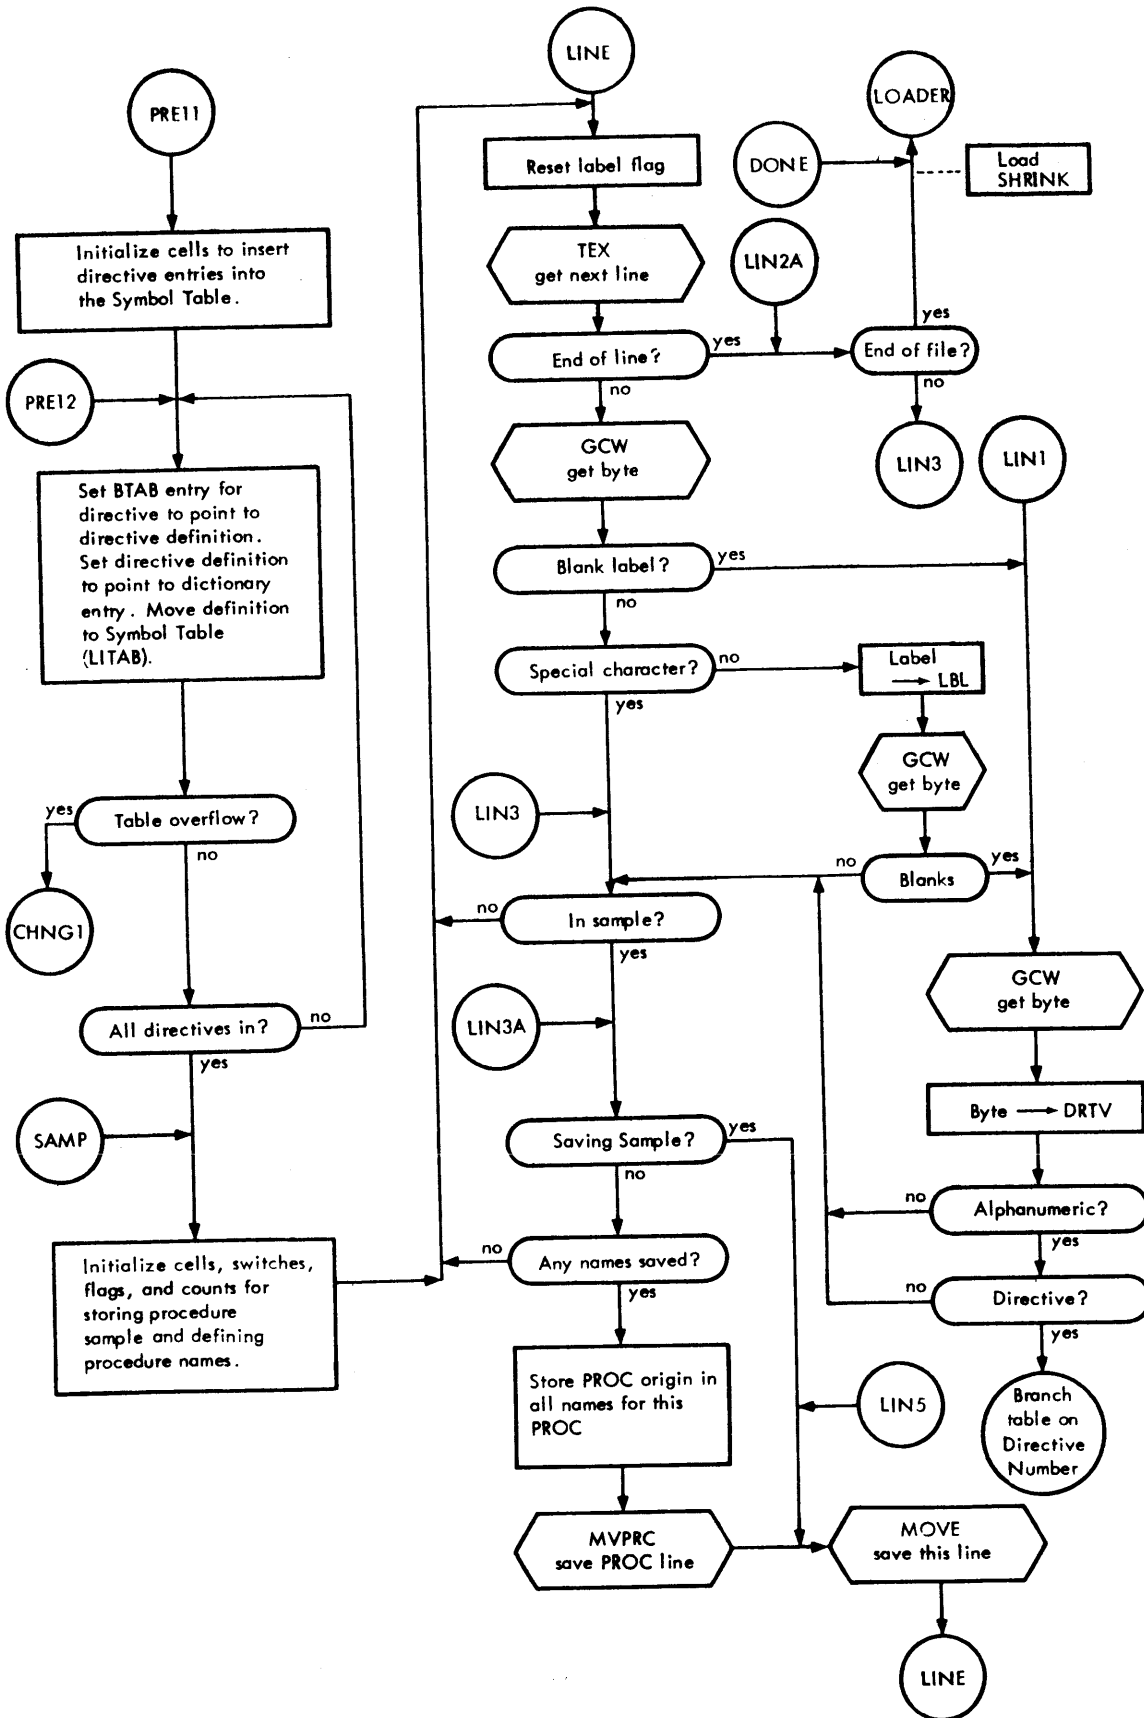 PRE11
Initialize cells to insert
directive entries into
the Symbol Table.
PRE12
Set BTAB entry for
directive to point to
directive definition.
Set directive definition
to point to dictionary
entry. Move definition
to Symbol Table
(LITAB).
yes
Table overflow?
no
CHNG1
All directives in?
no
yes
SAMP
Initialize cells, switches,
flags, and counts for
storing procedure
sample and defining
procedure names.
LINE
Reset label flag
TEX
get next line
End of line?
yes
no
GCW
get byte
Blank label?
yes
no
Special character?
no
yes
LIN3
no
In sample?
yes
LIN3A
Saving Sample?
yes
no
no
Any names saved?
yes
Store PROC origin in
all names for this
PROC
MVPRC
save PROC line
LOADER
DONE
Load
SHRINK
LIN2A
yes
End of file?
no
LIN3
LIN1
Label
→ LBL
GCW
get byte
no
Blanks
yes
GCW
get byte
Byte → DRTV
no
Alphanumeric?
yes
no
Directive?
yes
Branch
table on
Directive
Number
LIN5
MOVE
save this line
LINE